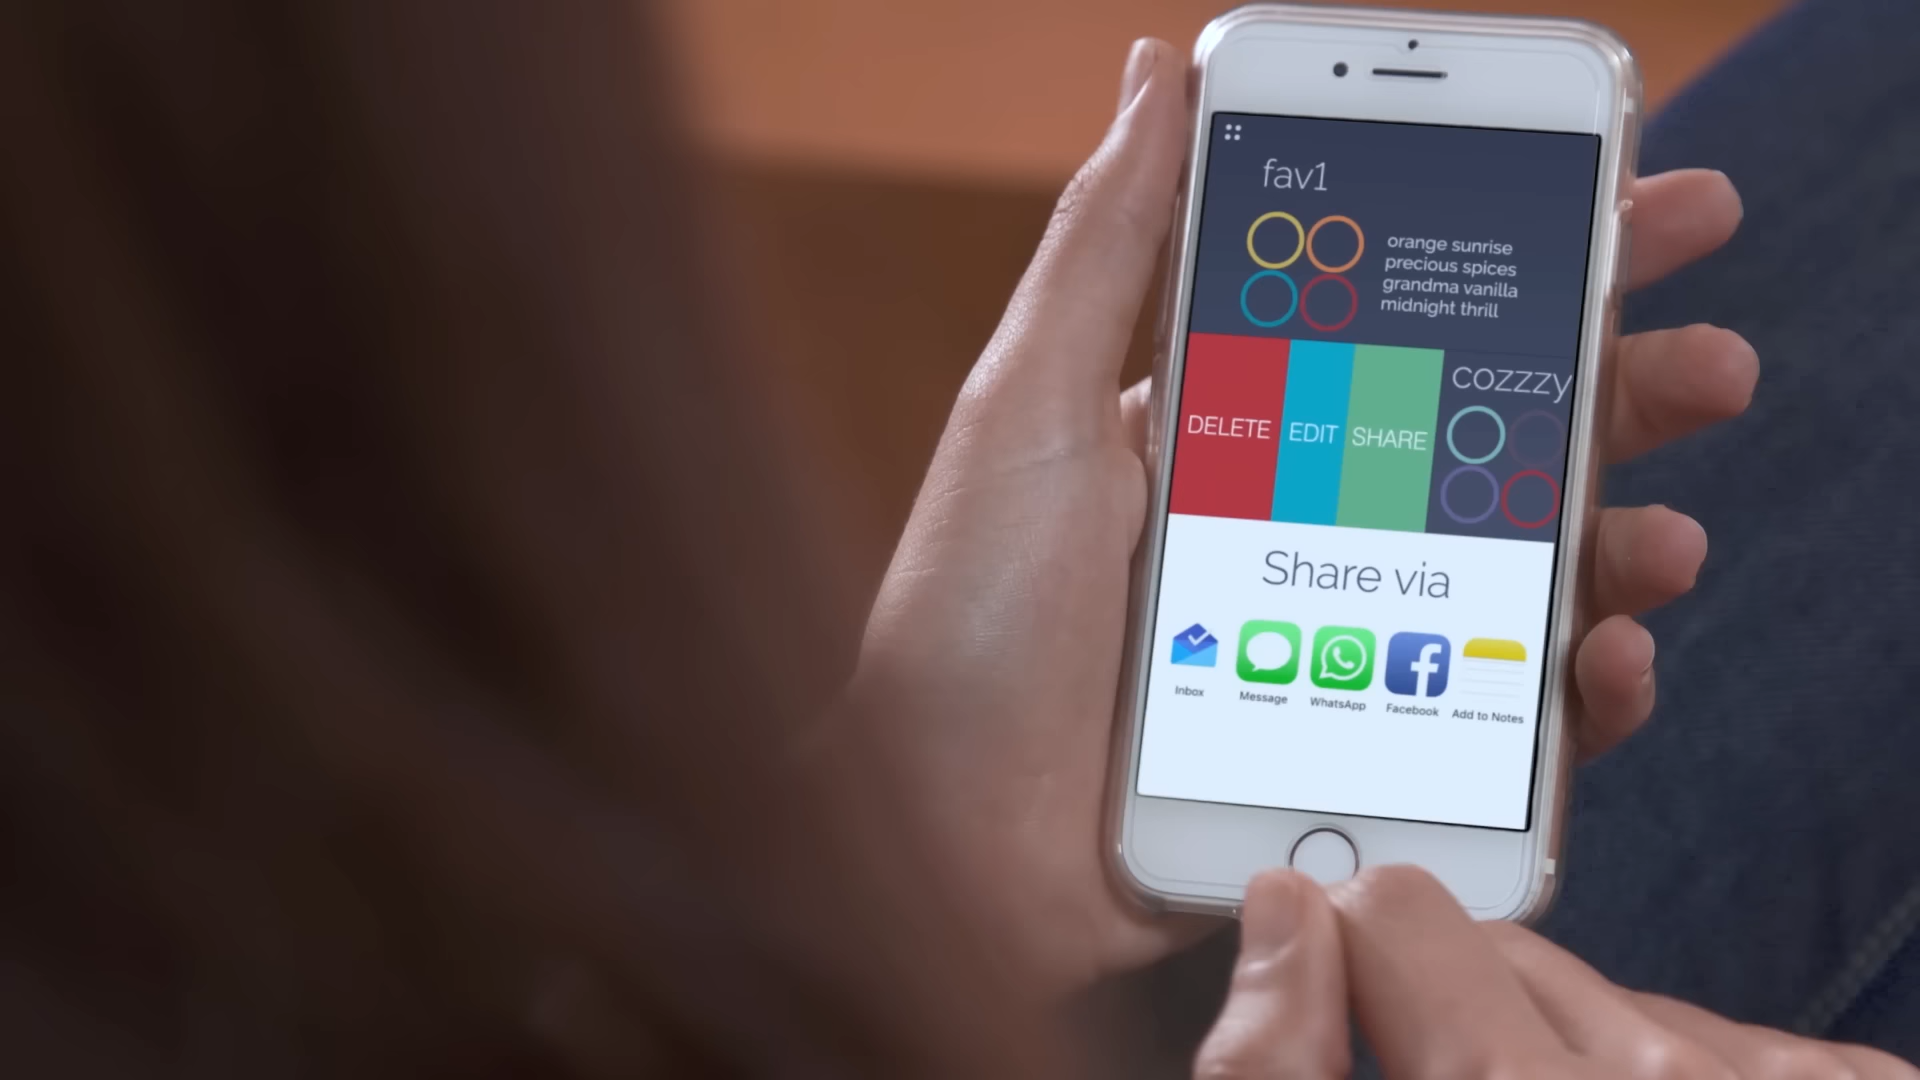 fav1
orange sunrise
precious spices
grandma vanilla
midnight thrill
DELETE EDIT SHARE
cozzzy
Share via
Inbox Message WhatsApp Facebook Add to Notes